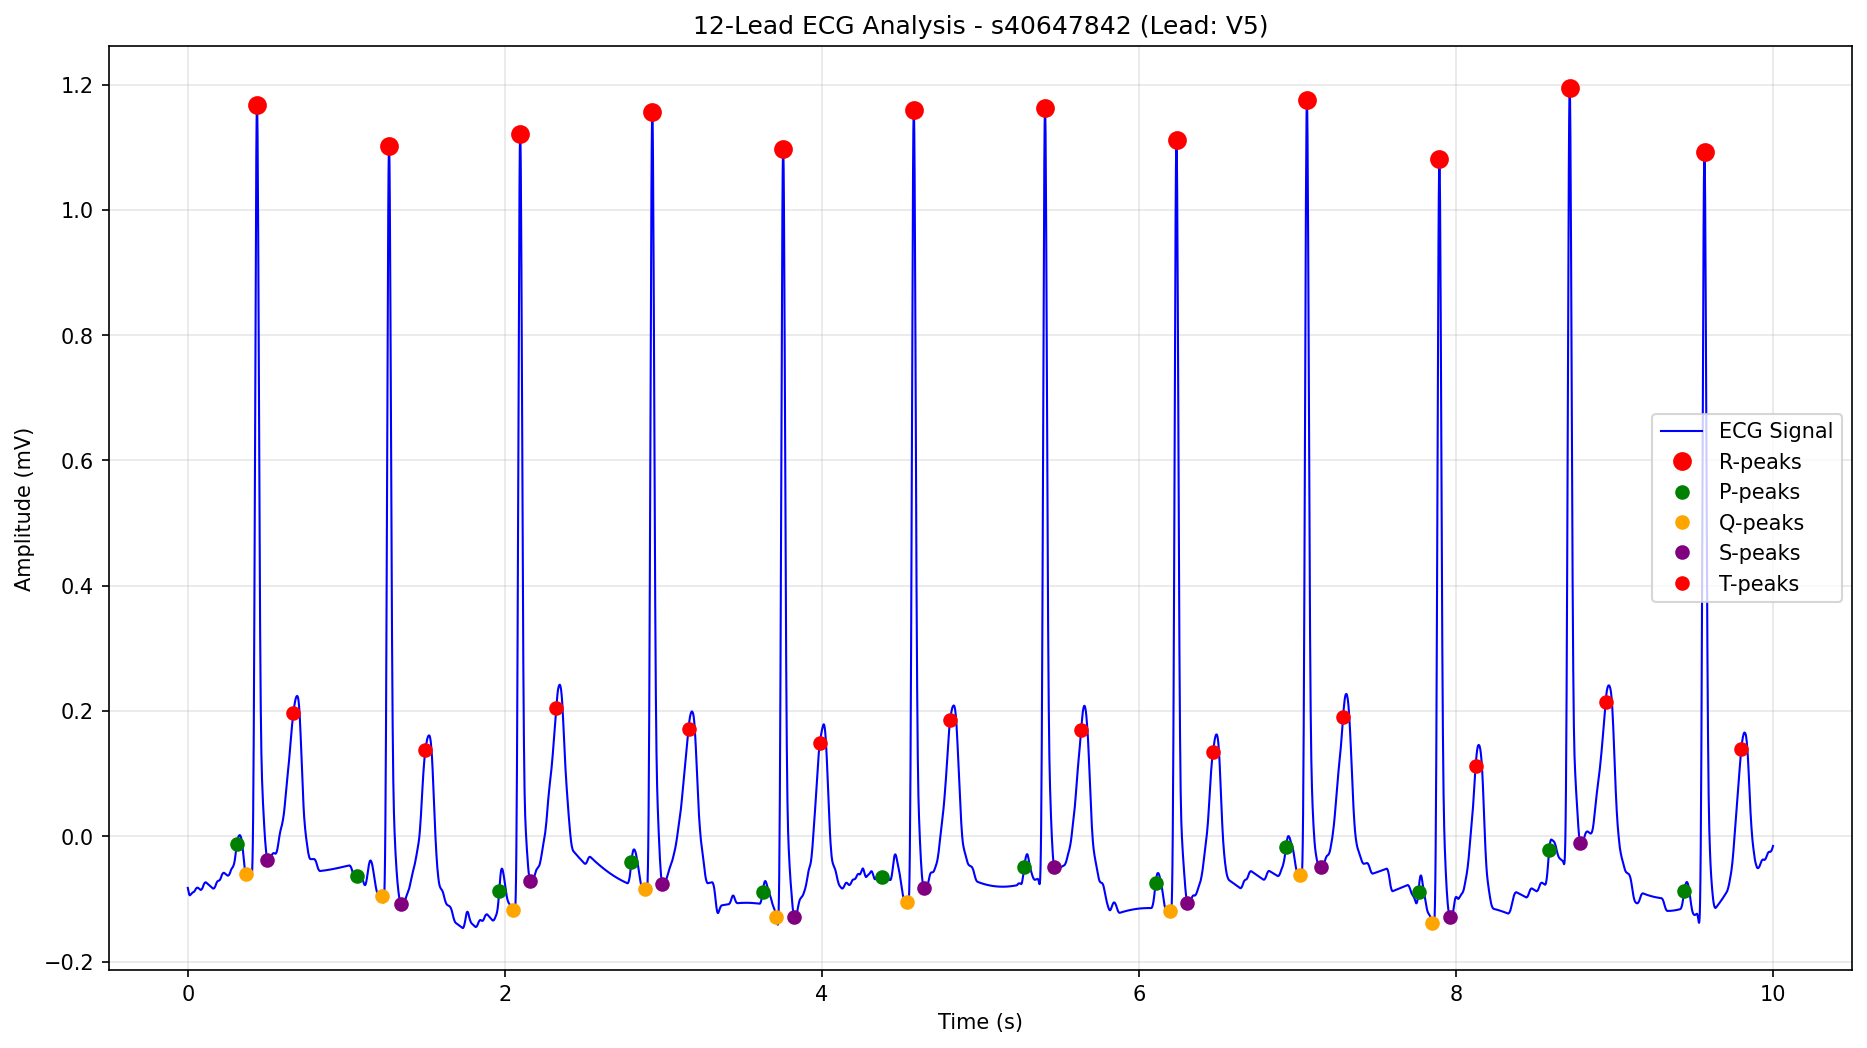 12-Lead ECG Analysis - s40647842 (Lead: V5)
Amplitude (mV)
1.2
1.0
0.8
0.6
0.4
0.2
0.0
−0.2
ECG Signal
R-peaks
P-peaks
Q-peaks
S-peaks
T-peaks
0 2 4 6 8 10
Time (s)